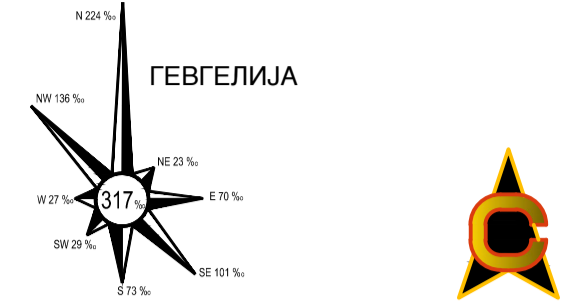 N 224 ‰
ГЕВГЕЛИЈА
NW 136 ‰
NE 23 ‰
W 27 ‰
317 ‰
E 70 ‰
SW 29 ‰
SE 101 ‰
S 73 ‰
C